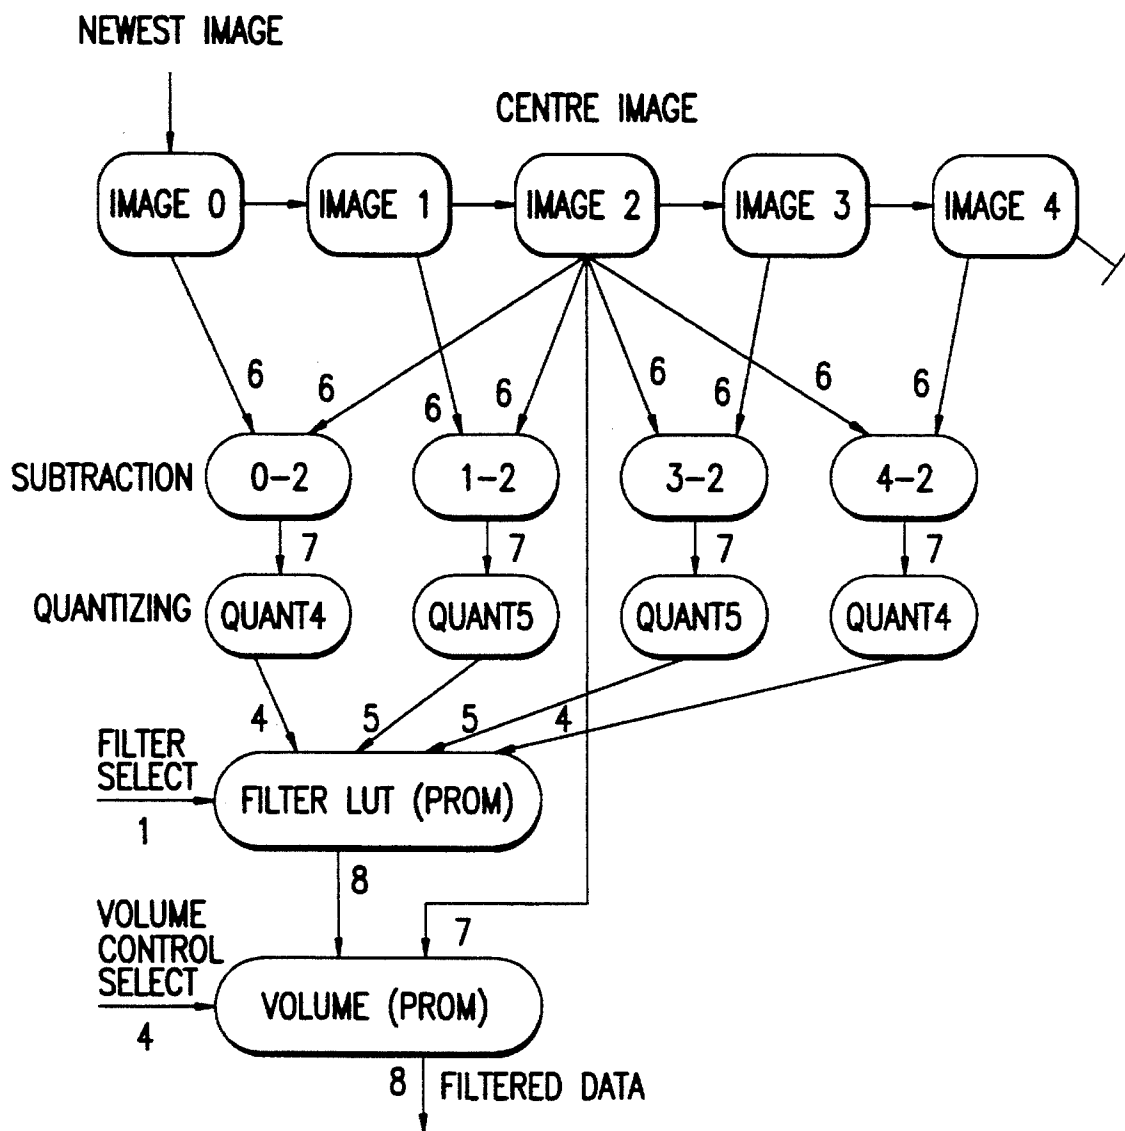 NEWEST IMAGE
CENTRE IMAGE
IMAGE 0
IMAGE 1
IMAGE 2
IMAGE 3
IMAGE 4
6
6
6
6
6
6
6
6
SUBTRACTION
0-2
1-2
3-2
4-2
7
7
7
7
QUANTIZING
QUANT4
QUANT5
QUANT5
QUANT4
4
5
5
4
FILTER
SELECT
1
FILTER LUT (PROM)
8
VOLUME
CONTROL
SELECT
4
7
VOLUME (PROM)
8
FILTERED DATA